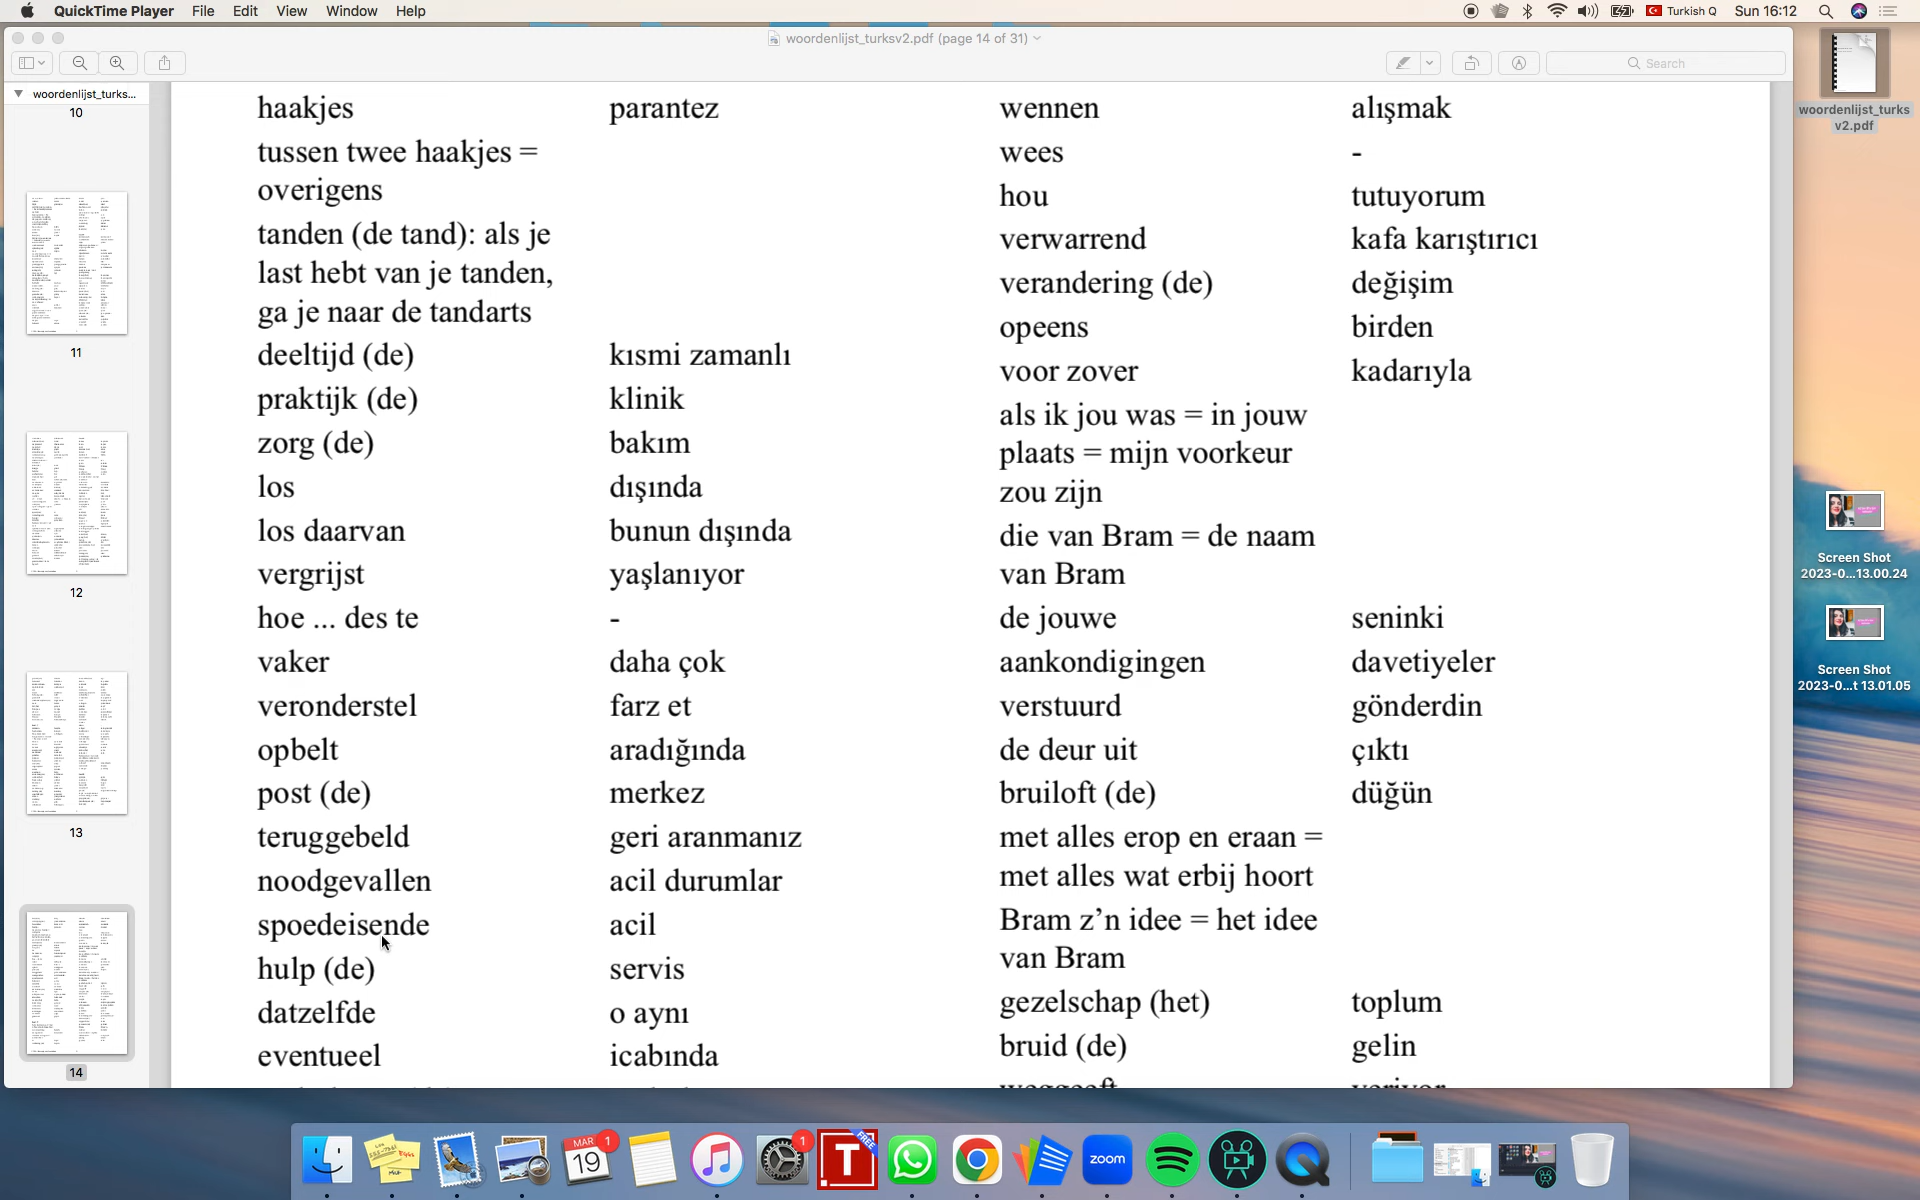 QuickTime Player File Edit View Window Help
Turkish Q Sun 16:12
woordenlijst_turksv2.pdf (page 14 of 31)
Search
woordenlijst_turks...
10
11
12
13
14
haakjes parantez
tussen twee haakjes =
overigens
tanden (de tand): als je
last hebt van je tanden,
ga je naar de tandarts
deeltijd (de) kısmi zamanlı
praktijk (de) klinik
zorg (de) bakım
los dışında
los daarvan bunun dışında
vergrijst yaşlanıyor
hoe ... des te -
vaker daha çok
veronderstel farz et
opbelt aradığında
post (de) merkez
teruggebeld geri aranmanız
noodgevallen acil durumlar
spoedeisende acil
hulp (de) servis
datzelfde o aynı
eventueel icabında
wennen alışmak
wees -
hou tutuyorum
verwarrend kafa karıştırıcı
verandering (de) değişim
opeens birden
voor zover kadarıyla
als ik jou was = in jouw
plaats = mijn voorkeur
zou zijn
die van Bram = de naam
van Bram
de jouwe seninki
aankondigingen davetiyeler
verstuurd gönderdin
de deur uit çıktı
bruiloft (de) düğün
met alles erop en eraan =
met alles wat erbij hoort
Bram z’n idee = het idee
van Bram
gezelschap (het) toplum
bruid (de) gelin
weggeeft veriyor
woordenlijst_turks
v2.pdf
Screen Shot
2023-0...13.00.24
Screen Shot
2023-0...t 13.01.05
MAR 1
19
1
T FREE
zoom